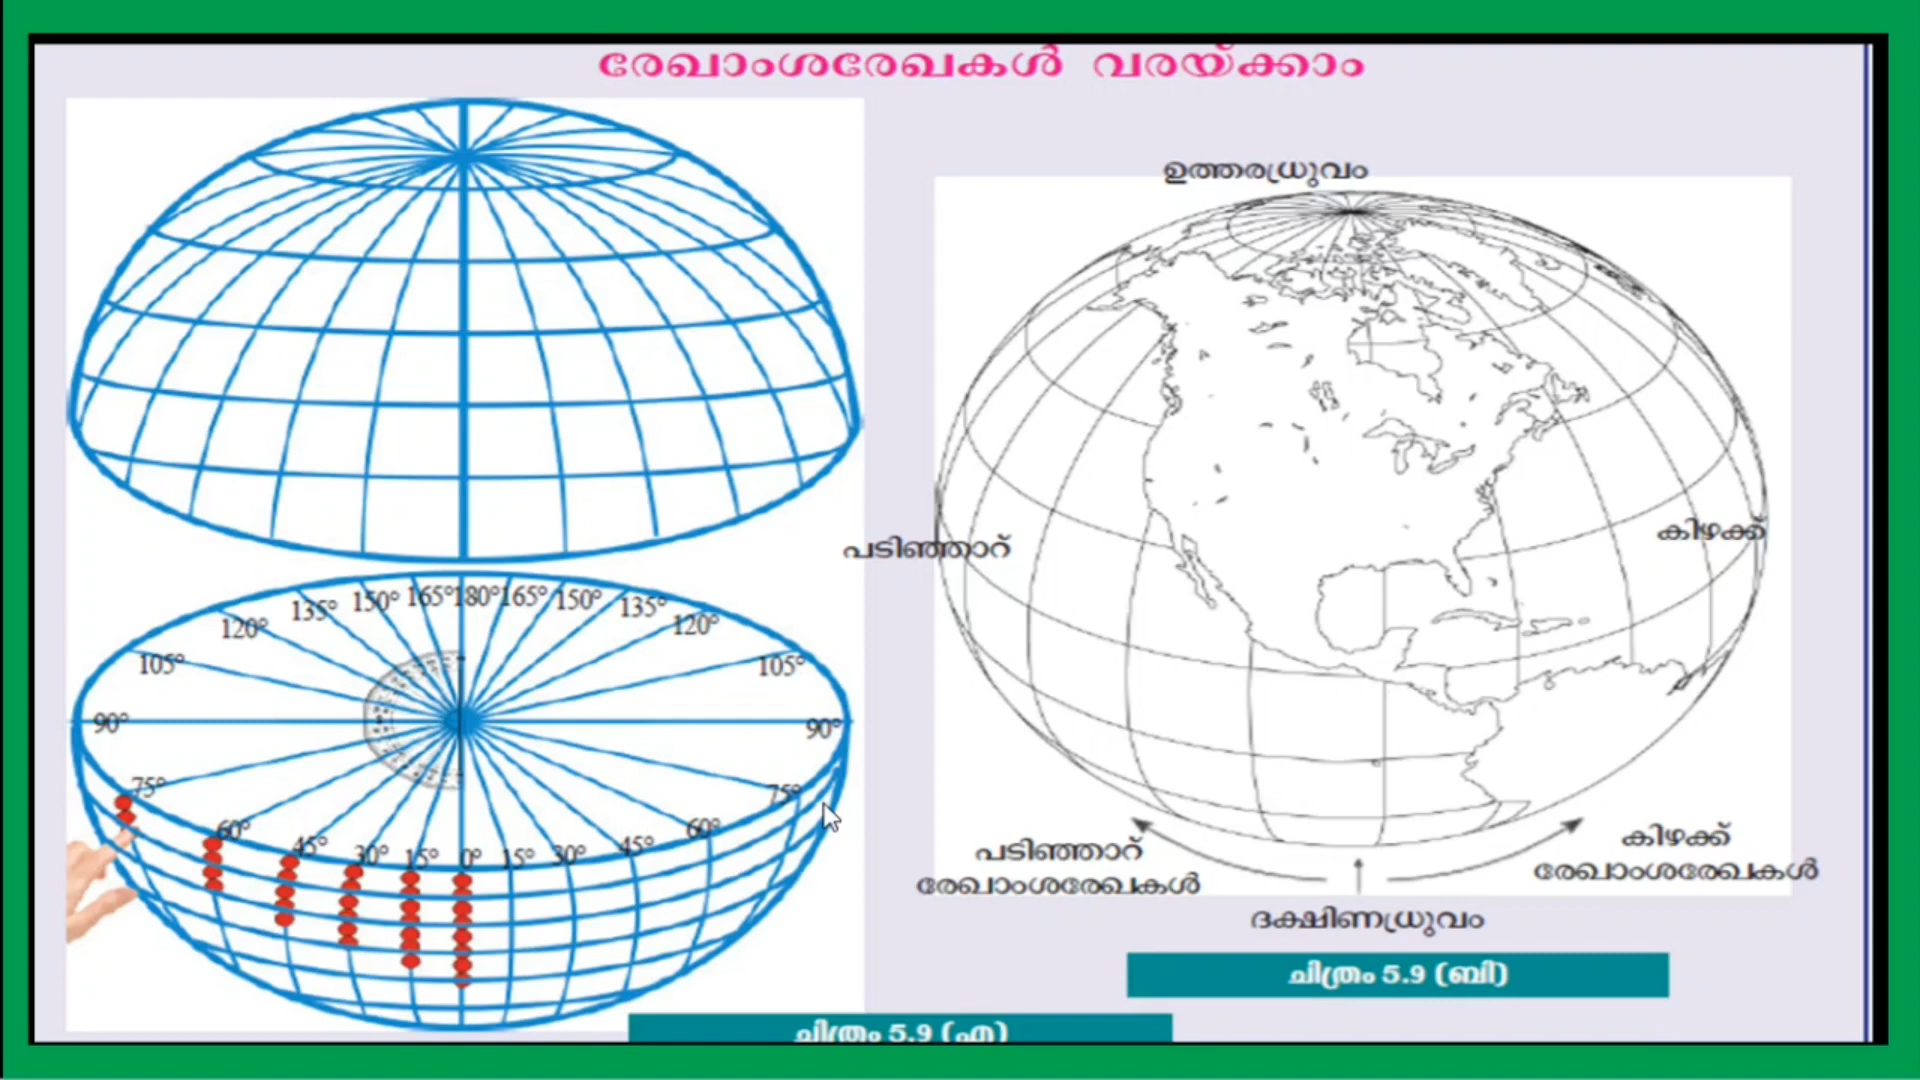 രേഖാംശരേഖകൾ വരയ്ക്കാം
ഉത്തരധ്രുവം
പടിഞ്ഞാറ്
കിഴക്ക്
165° 180° 165°
150° 150°
135° 135°
120° 120°
105° 105°
90° 90°
75° 75°
60° 60°
45° 30° 15° 0° 15° 30° 45°
പടിഞ്ഞാറ്
രേഖാംശരേഖകൾ
കിഴക്ക്
രേഖാംശരേഖകൾ
ദക്ഷിണധ്രുവം
ചിത്രം 5.9 (ബി)
ചിത്രം 5.9 (എ)